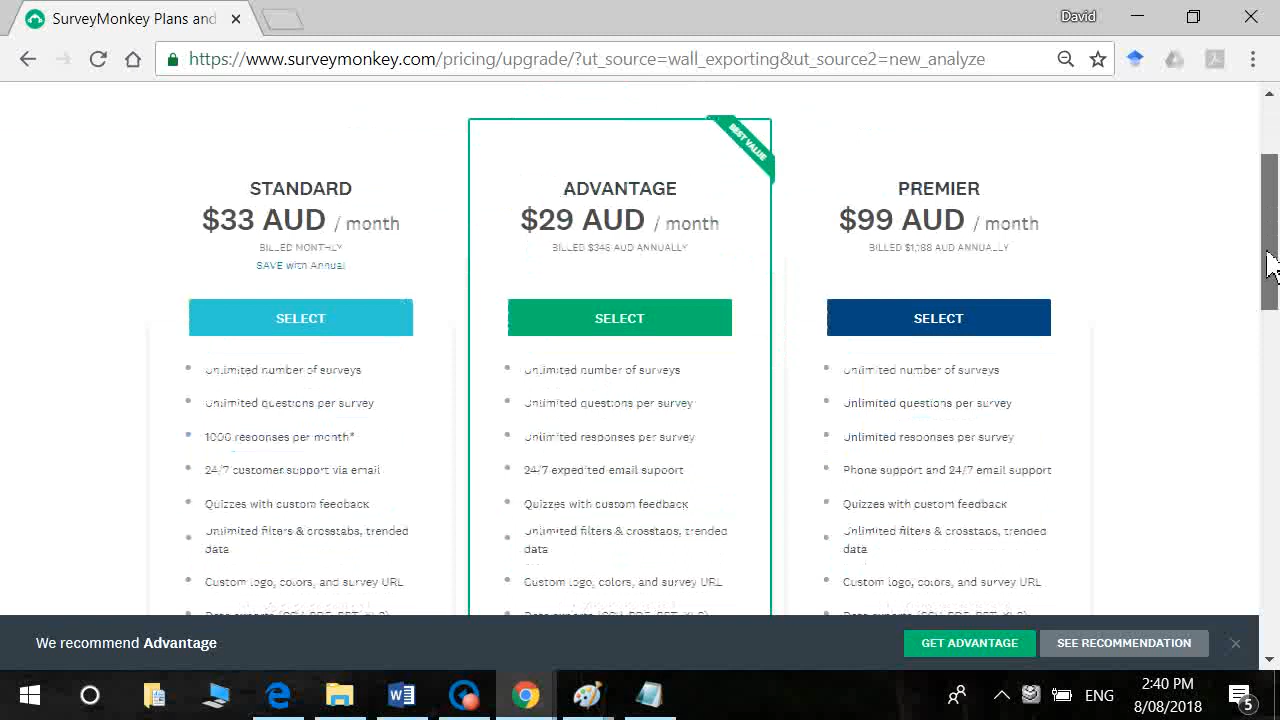 SurveyMonkey Plans and
David
https://www.surveymonkey.com/pricing/upgrade/?ut_source=wall_exporting&ut_source2=new_analyze
BEST VALUE
STANDARD
$33 AUD / month
BILLED MONTHLY
SAVE with Annual
SELECT
Unlimited number of surveys
Unlimited questions per survey
1000 responses per month*
24/7 customer support via email
Quizzes with custom feedback
Unlimited filters & crosstabs, trended
data
Custom logo, colors, and survey URL
ADVANTAGE
$29 AUD / month
BILLED $348 AUD ANNUALLY
SELECT
Unlimited number of surveys
Unlimited questions per survey
Unlimited responses per survey
24/7 expedited email support
Quizzes with custom feedback
Unlimited filters & crosstabs, trended
data
Custom logo, colors, and survey URL
PREMIER
$99 AUD / month
BILLED $1,188 AUD ANNUALLY
SELECT
Unlimited number of surveys
Unlimited questions per survey
Unlimited responses per survey
Phone support and 24/7 email support
Quizzes with custom feedback
Unlimited filters & crosstabs, trended
data
Custom logo, colors, and survey URL
We recommend Advantage
GET ADVANTAGE
SEE RECOMMENDATION
ENG
2:40 PM
8/08/2018
5